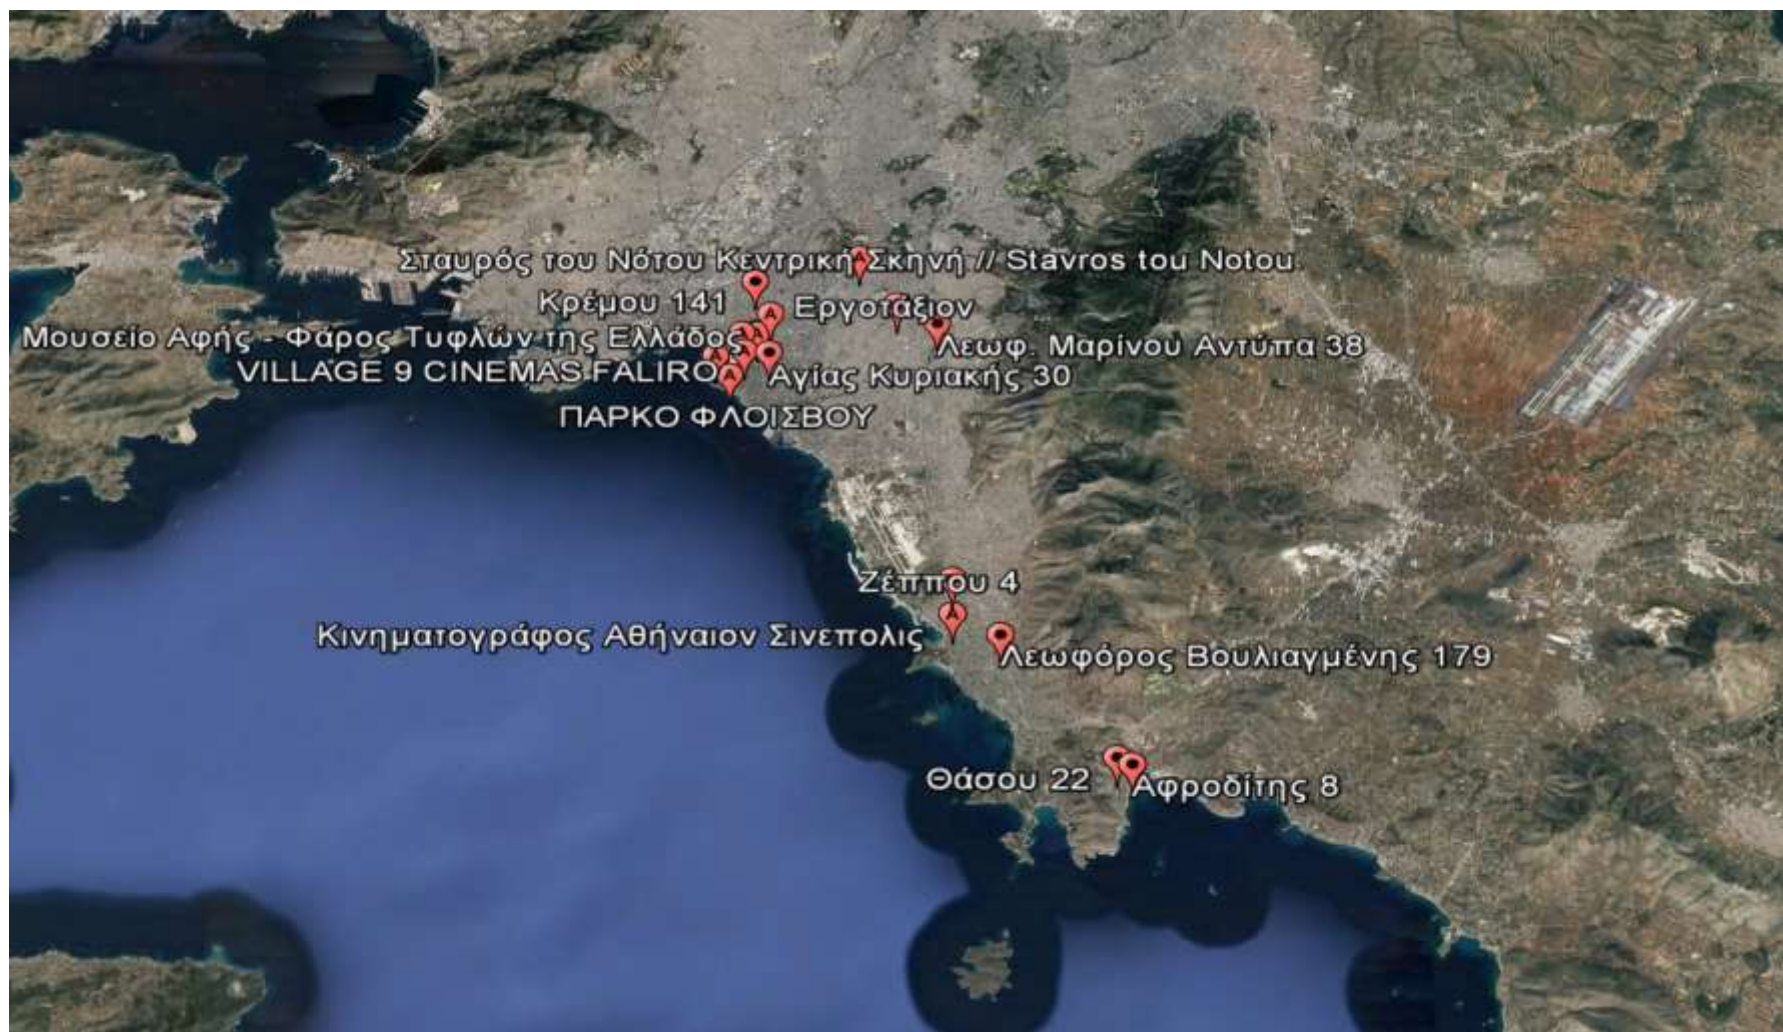 Σταυρός του Νότου Κεντρική Σκηνή // Stavros tou Notou
Κρέμου 141
Εργοτάξιον
Μουσείο Αφής - Φάρος Τυφλών της Ελλάδος
Λεωφ. Μαρίνου Αντύπα 38
VILLAGE 9 CINEMAS FALIRO
Αγίας Κυριακής 30
ΠΑΡΚΟ ΦΛΟΙΣΒΟΥ
Ζέππου 4
Κινηματογράφος Αθήναιον Σινεπολις
Λεωφόρος Βουλιαγμένης 179
Θάσου 22
Αφροδίτης 8